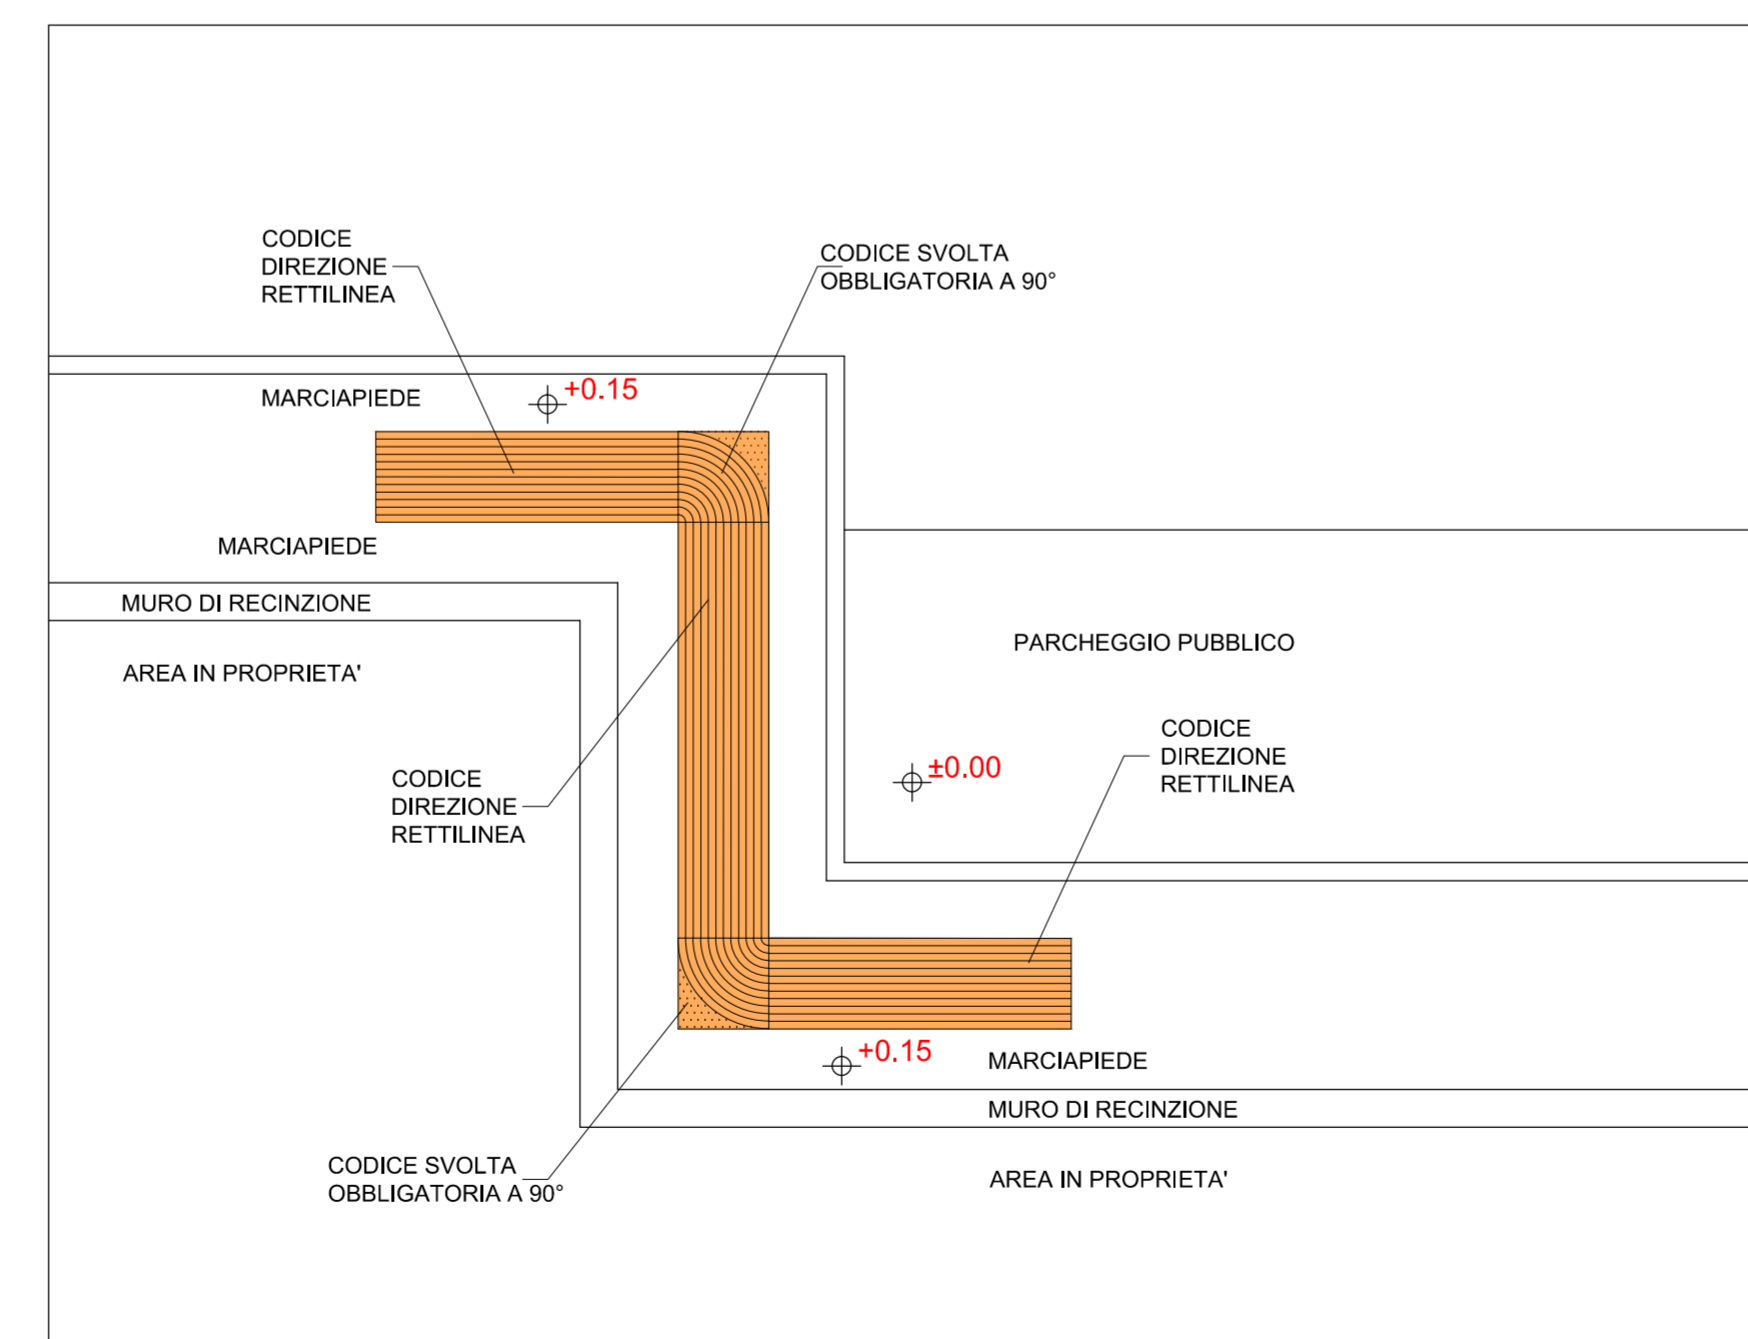 CODICE
DIREZIONE
RETTILINEA
CODICE SVOLTA
OBBLIGATORIA A 90°
MARCIAPIEDE
+0.15
MARCIAPIEDE
MURO DI RECINZIONE
AREA IN PROPRIETA'
PARCHEGGIO PUBBLICO
CODICE
DIREZIONE
RETTILINEA
±0.00
CODICE
DIREZIONE
RETTILINEA
+0.15
MARCIAPIEDE
MURO DI RECINZIONE
CODICE SVOLTA
OBBLIGATORIA A 90°
AREA IN PROPRIETA'